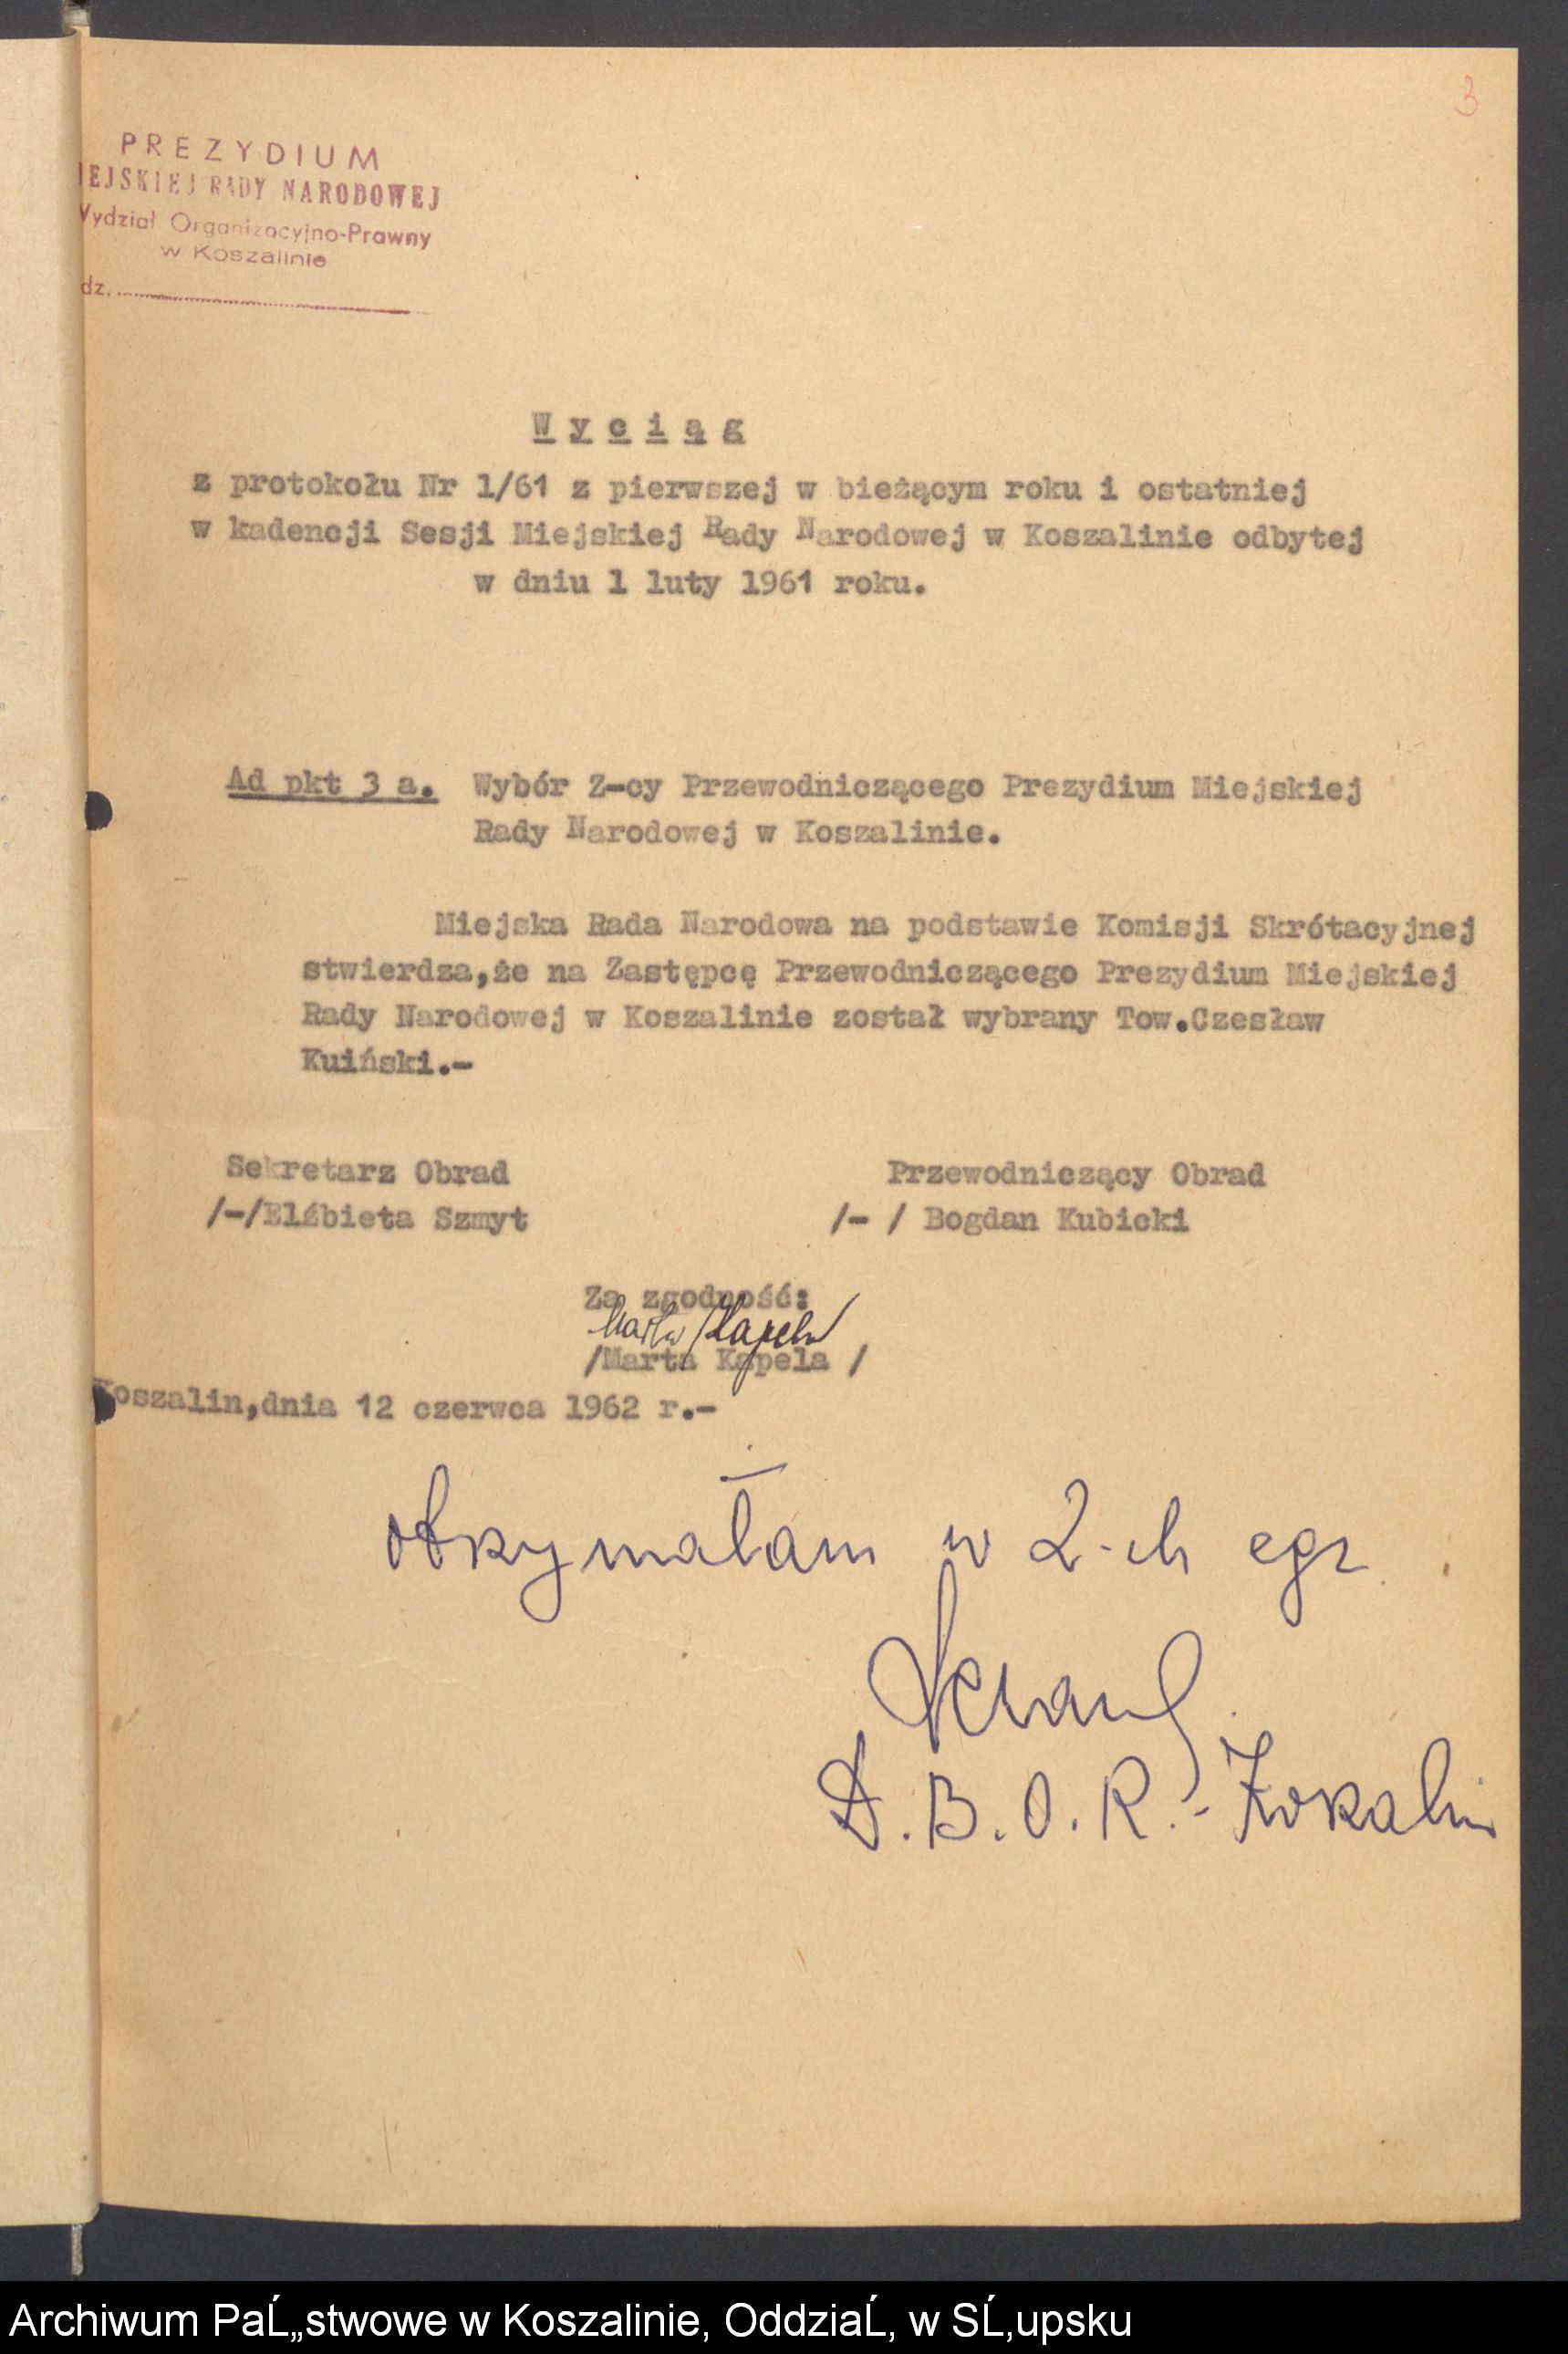 3
PREZYDIUM
IEJSKIEJ RADY NARODOWEJ
Wydział Organizacyjno-Prawny
w Koszalinie
dz.
Wyciąg
z protokołu Nr 1/61 z pierwszej w bieżącym roku i ostatniej
w kadencji Sesji Miejskiej Rady Narodowej w Koszalinie odbytej
w dniu 1 luty 1961 roku.
Ad pkt 3 a. Wybór Z-cy Przewodniczącego Prezydium Miejskiej
Rady Narodowej w Koszalinie.
Miejska Rada Narodowa na podstawie Komisji Skrótacyjnej
stwierdza,że na Zastępcę Przewodniczącego Prezydium Miejskiej
Rady Narodowej w Koszalinie został wybrany Tow.Czesław
Kuiński.-
Sekretarz Obrad Przewodniczący Obrad
/-/Elźbieta Szmyt /- / Bogdan Kubicki
Za zgodność:
Marta Kapela
/Marta Kapela /
Koszalin,dnia 12 czerwca 1962 r.-
otrzymałam w 2-ch egz.
D.B.O.R.-Koszalin
Archiwum PaĹ„stwowe w Koszalinie, OddziaĹ‚ w SĹ‚upsku